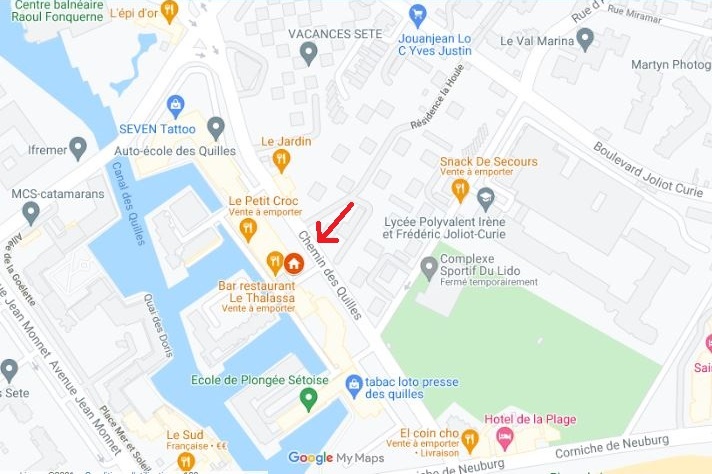 Centre balnéaire
Raoul Fonquerne
L'épi d'or
VACANCES SETE
Jouanjean Lo
C Yves Justin
Le Val Marina
Rue Miramar
Martyn Photog
SEVEN Tattoo
Auto-école des Quilles
Ifremer
Le Jardin
Résidence la Houle
Boulevard Joliot Curie
MCS-catamarans
Canal des Quilles
Le Petit Croc
Vente à emporter
Snack De Secours
Vente à emporter
Lycée Polyvalent Irène
et Frédéric Joliot-Curie
Chemin des Quilles
Allée de la Goélette
Avenue Jean Monnet
Avenue Jean Monnet
Quai des Doris
Bar restaurant
Le Thalassa
Vente à emporter
Complexe
Sportif Du Lido
Fermé temporairement
Sète
Ecole de Plongée Sétoise
tabac loto presse
des quilles
Place Mer et Soleil
Le Sud
Française • €€
Google My Maps
El coin cho
Vente à emporter
• Livraison
Hotel de la Plage
Corniche de Neuburg